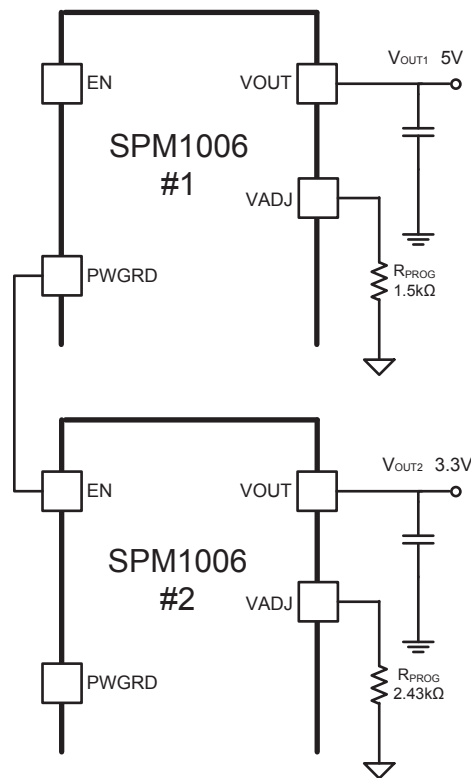 EN
VOUT
VOUT1 5V
SPM1006
#1
VADJ
PWGRD
RPROG
1.5kΩ
EN
VOUT
VOUT2 3.3V
SPM1006
#2
VADJ
PWGRD
RPROG
2.43kΩ